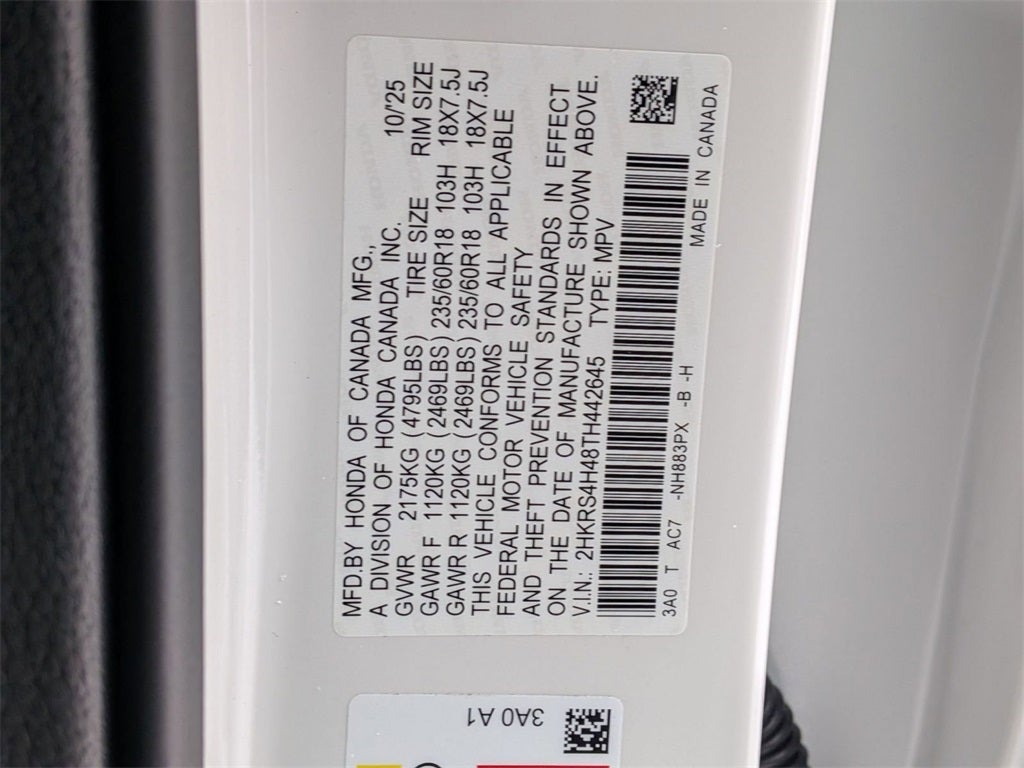 MFD.BY HONDA OF CANADA MFG.,
A DIVISION OF HONDA CANADA INC. 10/'25
GVWR 2175KG (4795LBS) TIRE SIZE RIM SIZE
GAWR F 1120KG (2469LBS) 235/60R18 103H 18X7.5J
GAWR R 1120KG (2469LBS) 235/60R18 103H 18X7.5J
THIS VEHICLE CONFORMS TO ALL APPLICABLE
FEDERAL MOTOR VEHICLE SAFETY
AND THEFT PREVENTION STANDARDS IN EFFECT
ON THE DATE OF MANUFACTURE SHOWN ABOVE.
V.I.N.: 2HKRS4H48TH442645 TYPE: MPV
3A0 T AC7 -NH883PX -B -H MADE IN CANADA
3A0 A1